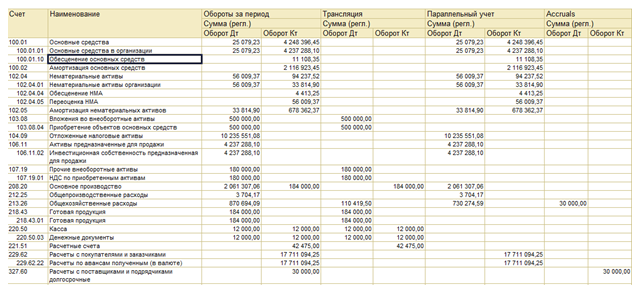 Счет Наименование Обороты за период Трансляция Параллельный учет Accruals
Сумма (регл.) Сумма (регл.) Сумма (регл.) Сумма (регл.)
Оборот Дт Оборот Кт Оборот Дт Оборот Кт Оборот Дт Оборот Кт Оборот Дт Оборот Кт
100.01 Основные средства 25 079,23 4 248 396,45 25 079,23 4 248 396,45
100.01.01 Основные средства в организации 25 079,23 4 237 288,10 25 079,23 4 237 288,10
100.01.10 Обесценение основных средств 11 108,35 11 108,35
100.02 Амортизация основных средств 2 116 923,45 2 116 923,45
102.04 Нематериальные активы 56 009,37 94 237,52 56 009,37 94 237,52
102.04.01 Нематериальные активы организации 56 009,37 33 814,90 56 009,37 33 814,90
102.04.04 Обесценение НМА 4 413,25 4 413,25
102.04.05 Переоценка НМА 56 009,37 56 009,37
102.05 Амортизация нематериальных активов 33 814,90 678 362,37 33 814,90 678 362,37
103.08 Вложения во внеоборотные активы 500 000,00 500 000,00
103.08.04 Приобретение объектов основных средств 500 000,00 500 000,00
104.09 Отложенные налоговые активы 10 235 551,08 10 235 551,08
106.11 Активы предназначенные для продажи 4 237 288,10 4 237 288,10
106.11.02 Инвестиционная собственность предназначенная 4 237 288,10 4 237 288,10
для продажи
107.19 Прочие внеоборотные активы 180 000,00 180 000,00
107.19.01 НДС по приобретенным активам 180 000,00 180 000,00
208.20 Основное производство 2 061 307,06 184 000,00 184 000,00 2 061 307,06
212.25 Общепроизводственные расходы 3 704,17 3 704,17
213.26 Общехозяйственные расходы 870 694,09 110 419,50 730 274,59 30 000,00
218.43 Готовая продукция 184 000,00 184 000,00
218.43.01 Готовая продукция 184 000,00 184 000,00
220.50 Касса 12 000,00 12 000,00 12 000,00 12 000,00
220.50.03 Денежные документы 12 000,00 12 000,00 12 000,00 12 000,00
221.51 Расчетные счета 42 475,00 42 475,00
229.62 Расчеты с покупателями и заказчиками 17 711 094,25 17 711 094,25
229.62.22 Расчеты по авансам полученным (в валюте) 17 711 094,25 17 711 094,25
327.60 Расчеты с поставщиками и подрядчиками 30 000,00 30 000,00
долгосрочные